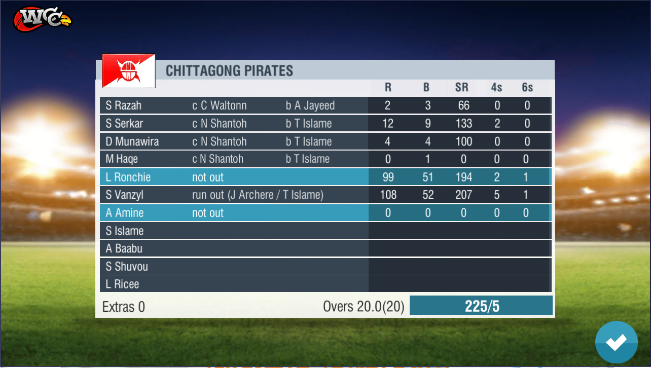 WCC
CHITTAGONG PIRATES
R B SR 4s 6s
S Razah c C Waltonn b A Jayeed 2 3 66 0 0
S Serkar c N Shantoh b T Islame 12 9 133 2 0
D Munawira c N Shantoh b T Islame 4 4 100 0 0
M Haqe c N Shantoh b T Islame 0 1 0 0 0
L Ronchie not out 99 51 194 2 1
S Vanzyl run out (J Archere / T Islame) 108 52 207 5 1
A Amine not out 0 0 0 0 0
S Islame
A Baabu
S Shuvou
L Ricee
Extras 0 Overs 20.0(20) 225/5